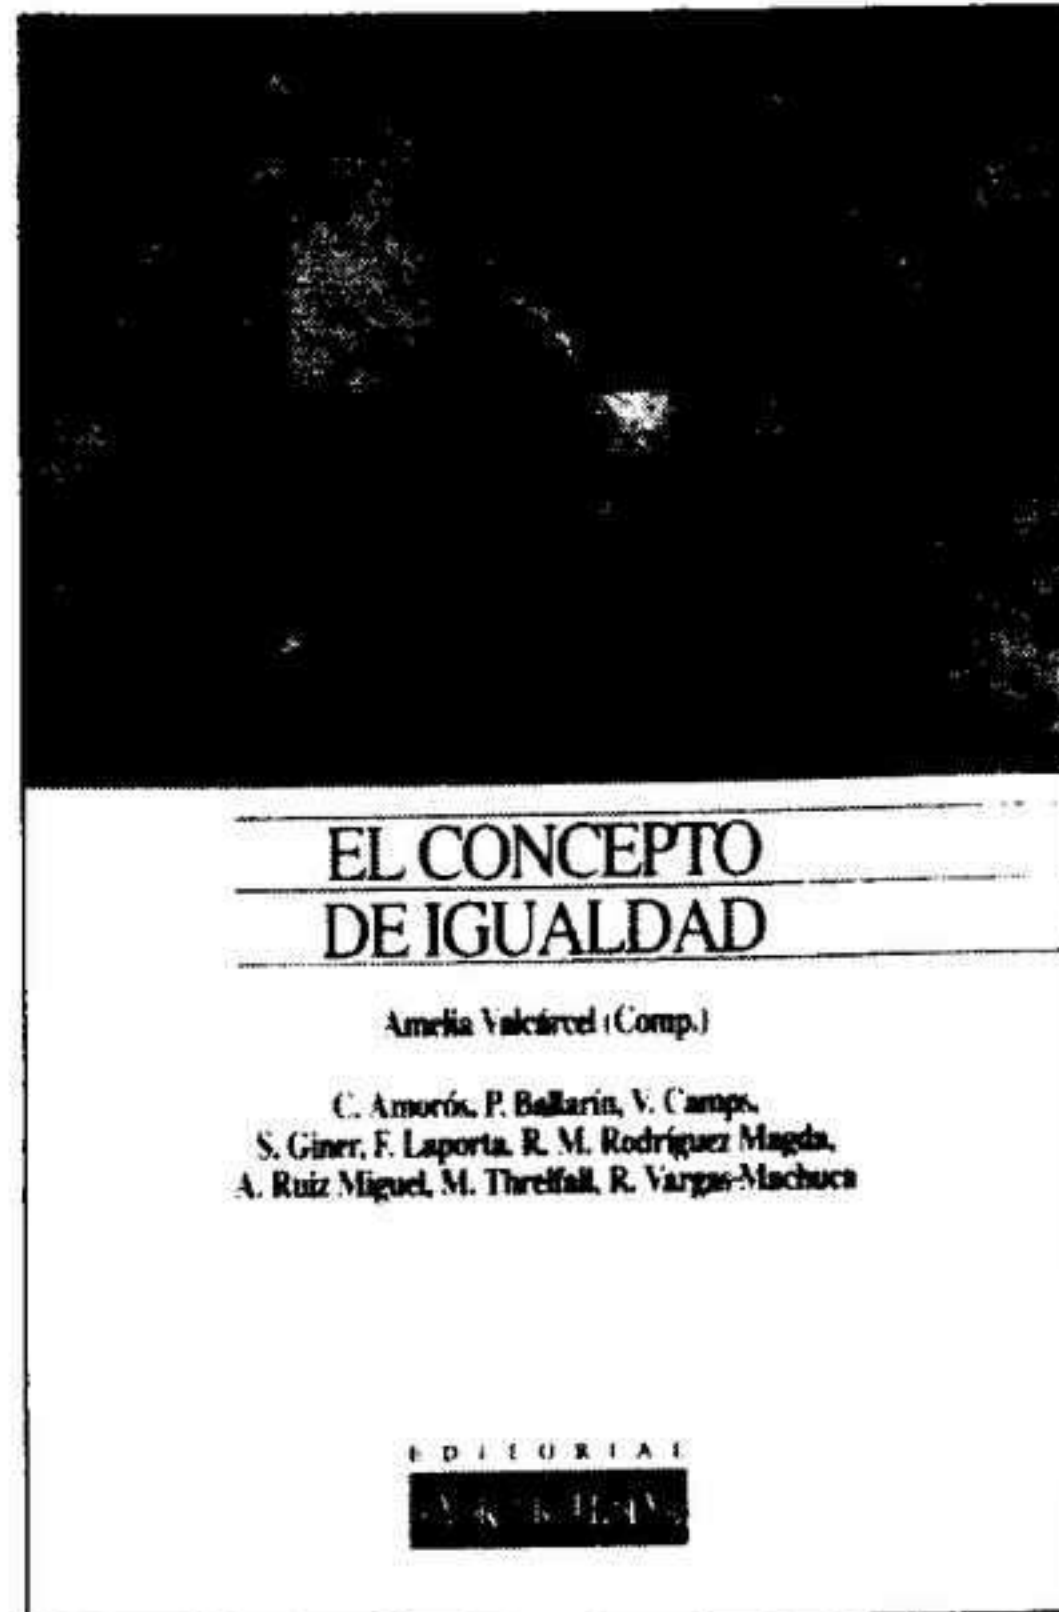 EL CONCEPTO
DE IGUALDAD
Amelia Valcárcel (Comp.)
C. Amorós, P. Ballarín, V. Camps,
S. Giner, F. Laporta, R. M. Rodríguez Magda,
A. Ruiz Miguel, M. Threlfall, R. Vargas-Machuca
EDITORIAL